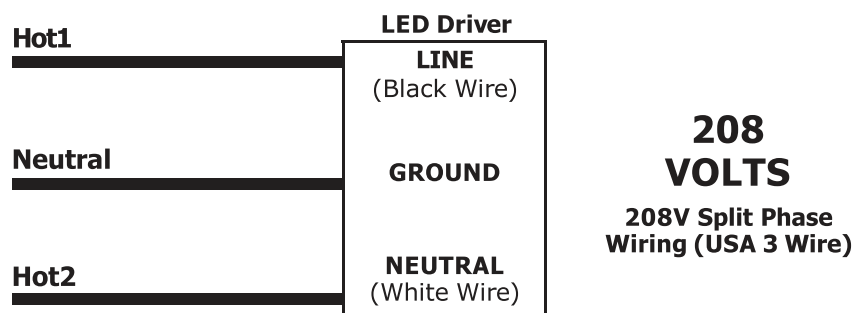 LED Driver
Hot1
LINE
(Black Wire)
Neutral
GROUND
Hot2
NEUTRAL
(White Wire)
208
VOLTS
208V Split Phase
Wiring (USA 3 Wire)